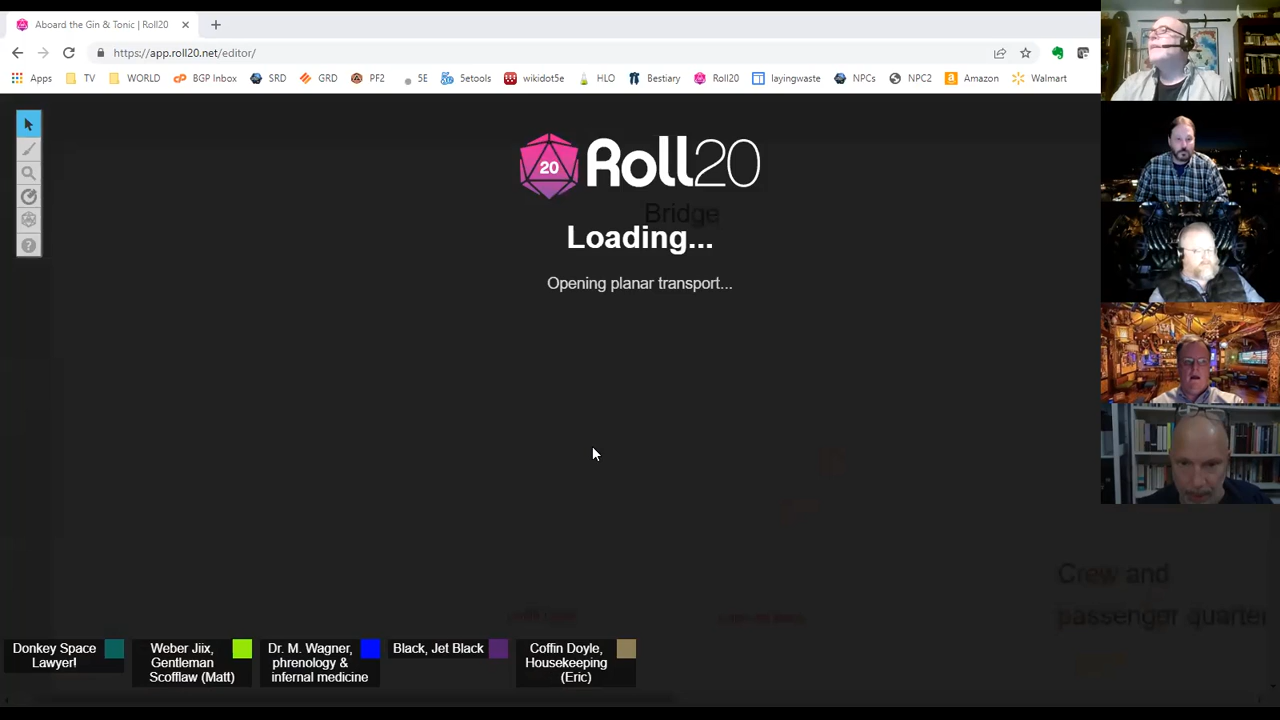 Aboard the Gin & Tonic | Roll20
https://app.roll20.net/editor/
Apps TV WORLD BGP Inbox SRD GRD PF2 5E 5etools wikidot5e HLO Bestiary Roll20 layingwaste NPCs NPC2 Amazon Walmart
20 Roll20
Bridge
Loading...
Opening planar transport...
Crew and
passenger quarter
Donkey Space
Lawyer!
Weber Jiix,
Gentleman
Scofflaw (Matt)
Dr. M. Wagner,
phrenology &
infernal medicine
Black, Jet Black
Coffin Doyle,
Housekeeping
(Eric)